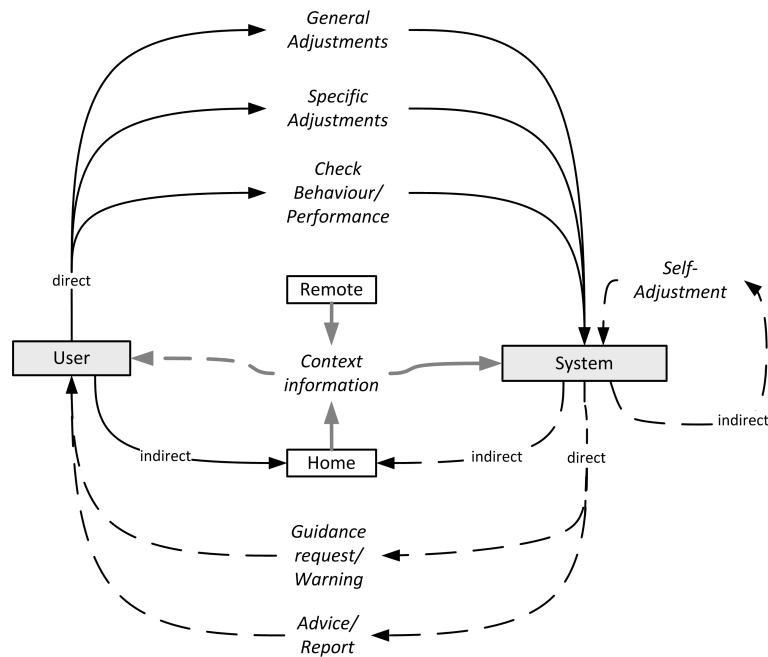 General
Adjustments
Specific
Adjustments
Check
Behaviour/
Performance
direct
Remote
Self-
Adjustment
User
Context
information
System
indirect
indirect
Home
indirect
direct
Guidance
request/
Warning
Advice/
Report